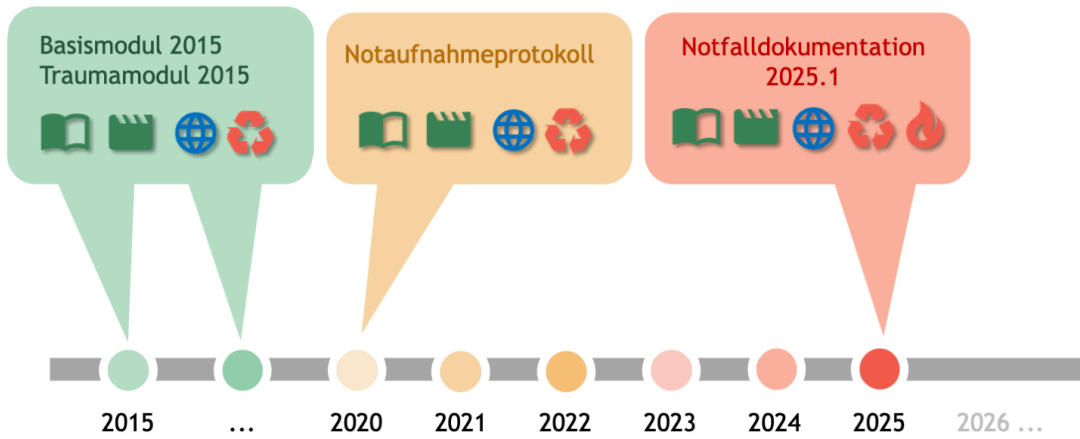 Basismodul 2015
Traumamodul 2015
Notaufnahmeprotokoll
Notfalldokumentation
2025.1
2015
...
2020
2021
2022
2023
2024
2025
2026 ...